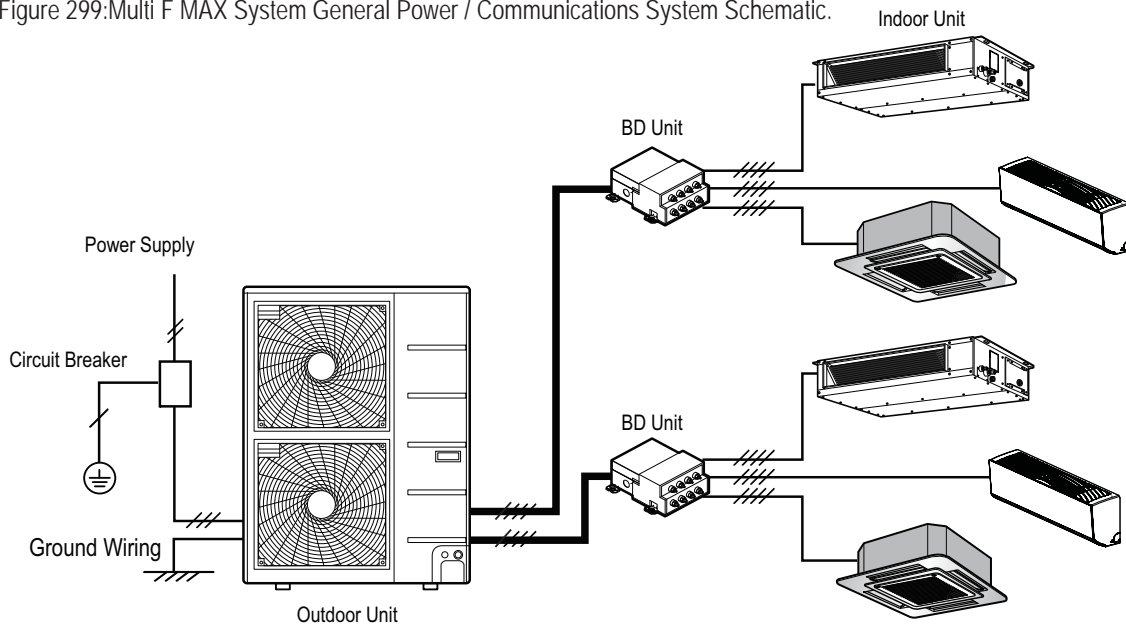 Figure 299:Multi F MAX System General Power / Communications System Schematic.
Indoor Unit
BD Unit
Power Supply
Circuit Breaker
BD Unit
Ground Wiring
Outdoor Unit